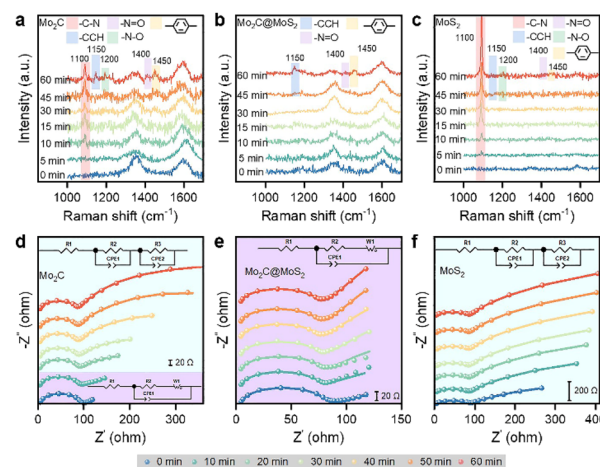 a
Mo₂C
-C-N
-N=O
-CCH
-N-O
1100
1150
1200
1400
1450
60 min
45 min
30 min
15 min
10 min
5 min
0 min
Intensity (a.u.)
1000 1200 1400 1600
Raman shift (cm⁻¹)
b
Mo₂C@MoS₂
-CCH
-N=O
1150
1400
1450
60 min
45 min
30 min
15 min
10 min
5 min
0 min
Intensity (a.u.)
1000 1200 1400 1600
Raman shift (cm⁻¹)
c
MoS₂
-C-N
-N=O
-CCH
-N-O
1100
1150
1200
1400
1450
60 min
45 min
30 min
15 min
10 min
5 min
0 min
Intensity (a.u.)
1000 1200 1400 1600
Raman shift (cm⁻¹)
d
R1 R2 R3
CPE1 CPE2
Mo₂C
20 Ω
R1 R2 W1
CPE1
-Z''
0 100 200 300
Z' (ohm)
e
R1 R2 W1
CPE1
Mo₂C@MoS₂
20 Ω
-Z''
0 25 50 75 100 125 150
Z' (ohm)
f
R1 R2 R3
CPE1 CPE2
MoS₂
200 Ω
-Z''
0 100 200 300 400
Z' (ohm)
0 min 10 min 20 min 30 min 40 min 50 min 60 min